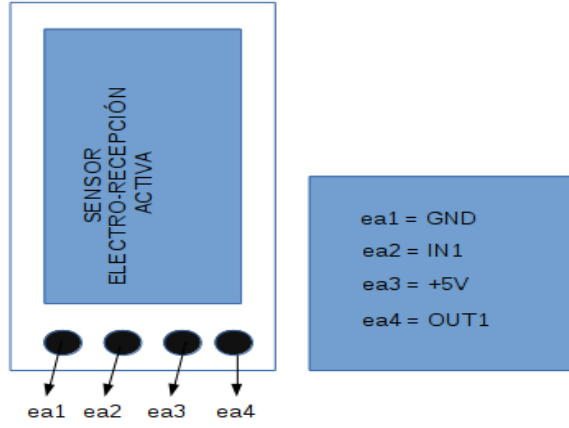 SENSOR
ELECTRO-RECEPCIÓN
ACTIVA
ea1 ea2 ea3 ea4
ea1 = GND
ea2 = IN1
ea3 = +5V
ea4 = OUT1